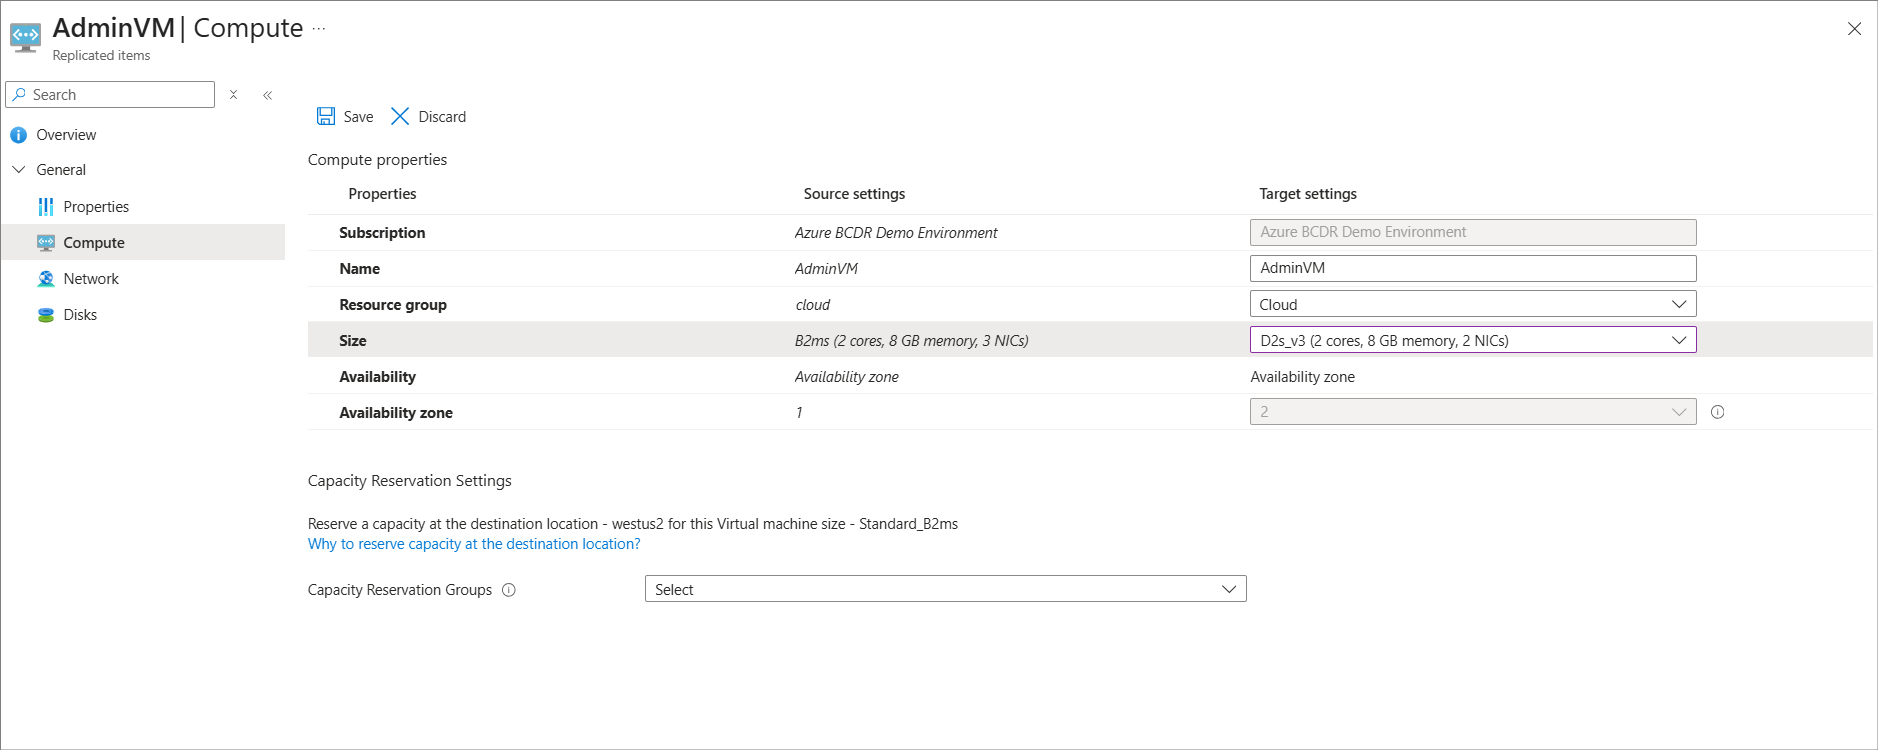 AdminVM | Compute ...
Replicated items
Search
Overview
General
Properties
Compute
Network
Disks
Save Discard
Compute properties
Properties Source settings Target settings
Subscription Azure BCDR Demo Environment Azure BCDR Demo Environment
Name AdminVM AdminVM
Resource group cloud Cloud
Size B2ms (2 cores, 8 GB memory, 3 NICs) D2s_v3 (2 cores, 8 GB memory, 2 NICs)
Availability Availability zone Availability zone
Availability zone 1 2
Capacity Reservation Settings
Reserve a capacity at the destination location - westus2 for this Virtual machine size - Standard_B2ms
Why to reserve capacity at the destination location?
Capacity Reservation Groups Select